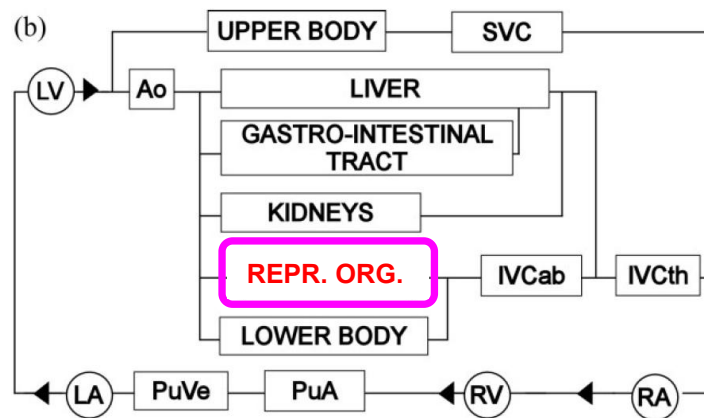 (b)
UPPER BODY
SVC
LV
Ao
LIVER
GASTRO-INTESTINAL
TRACT
KIDNEYS
REPR. ORG.
IVCab
IVCth
LOWER BODY
LA
PuVe
PuA
RV
RA